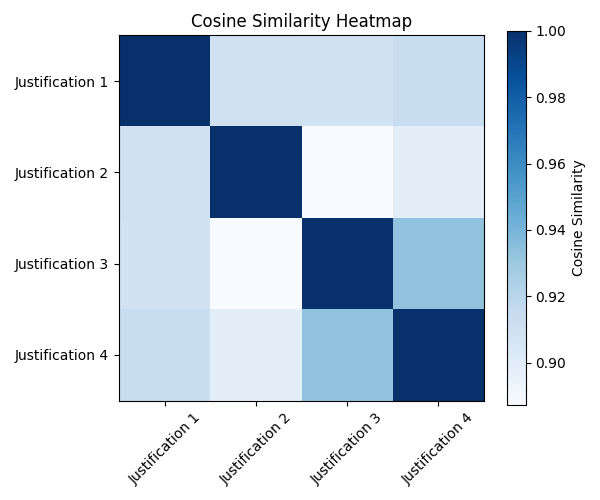 Cosine Similarity Heatmap
Justification 1
Justification 2
Justification 3
Justification 4
Justification 1
Justification 2
Justification 3
Justification 4
1.00
0.98
0.96
0.94
0.92
0.90
Cosine Similarity